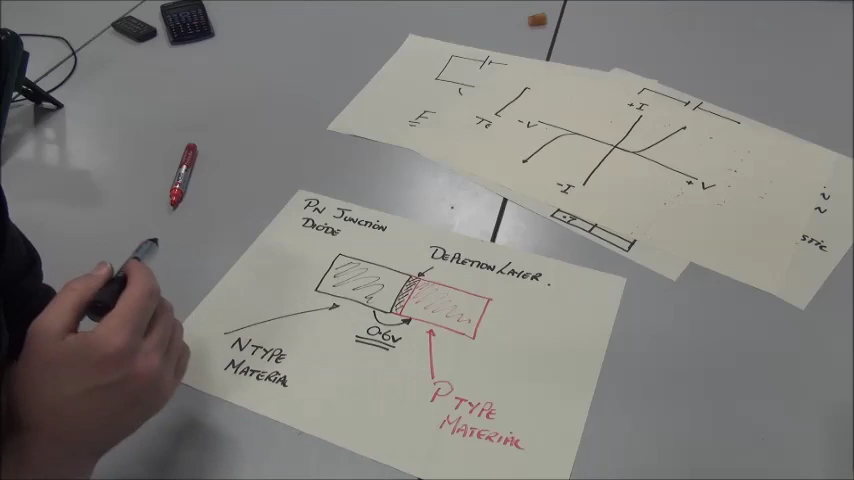 PN JUNCTION
DIODE
DEPLETION LAYER.
0.6V
N TYPE
MATERIAL
P TYPE
MATERIAL
+I
-V
+V
-I